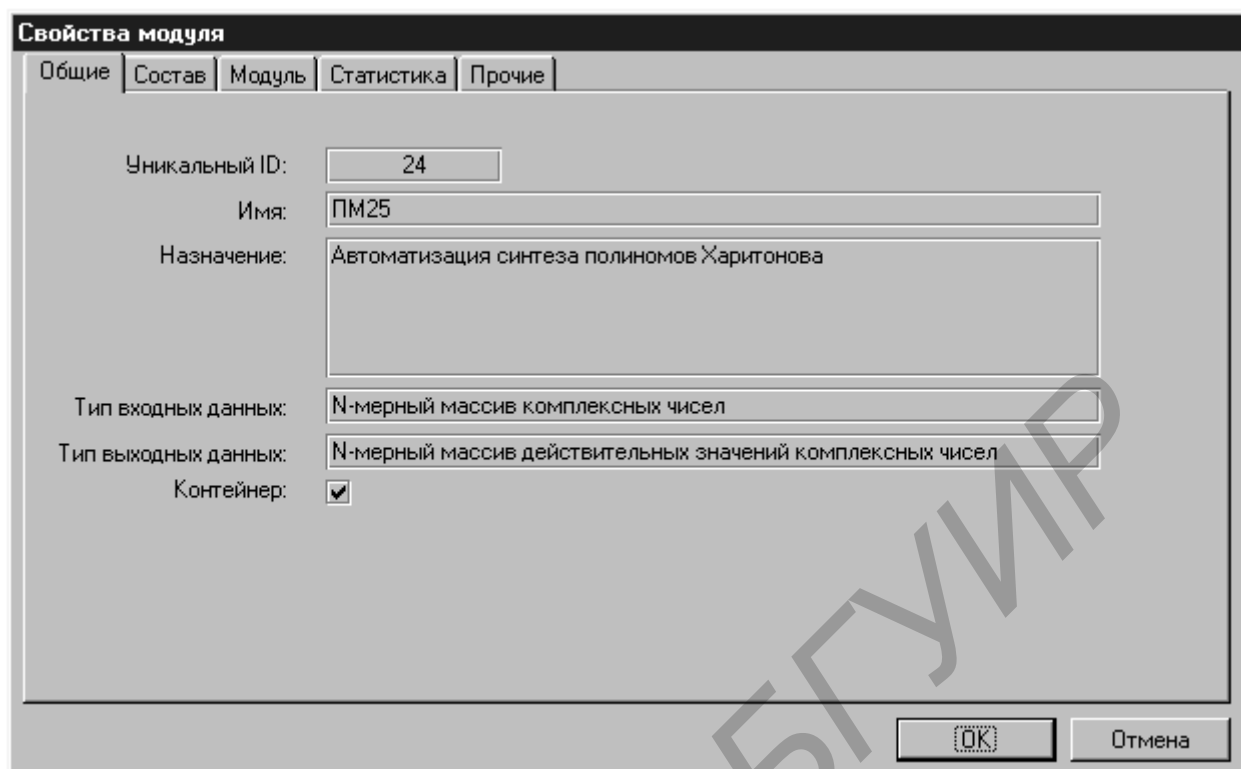 Свойства модуля
Общие Состав Модуль Статистика Прочие
Уникальный ID: 24
Имя: ПМ25
Назначение: Автоматизация синтеза полиномов Харитонова
Тип входных данных: N-мерный массив комплексных чисел
Тип выходных данных: N-мерный массив действительных значений комплексных чисел
Контейнер:
БГУИР
OK Отмена